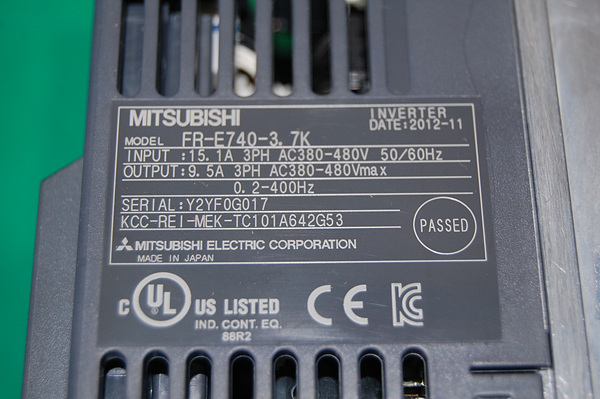 MITSUBISHI
INVERTER
DATE:2012-11
MODEL FR-E740-3.7K
INPUT :15.1A 3PH AC380-480V 50/60Hz
OUTPUT:9.5A 3PH AC380-480Vmax
0.2-400Hz
SERIAL:Y2YF0G017
KCC-REI-MEK-TC101A642G53
PASSED
MITSUBISHI ELECTRIC CORPORATION
MADE IN JAPAN
C UL US LISTED
IND. CONT. EQ.
88R2
CE